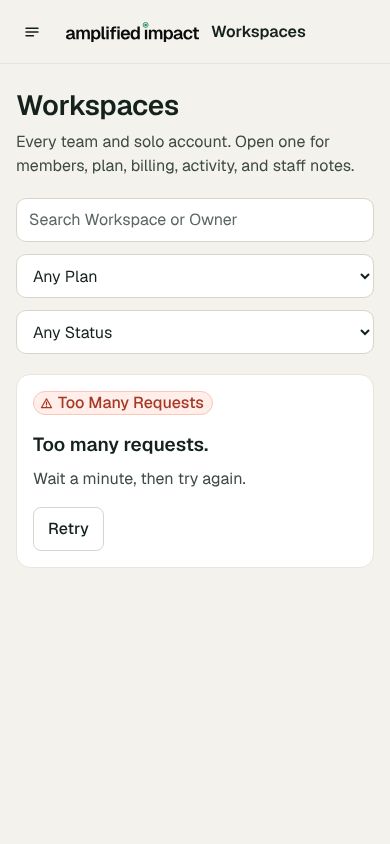 amplified impact Workspaces
Workspaces
Every team and solo account. Open one for
members, plan, billing, activity, and staff notes.
Search Workspace or Owner
Any Plan
Any Status
Too Many Requests
Too many requests.
Wait a minute, then try again.
Retry